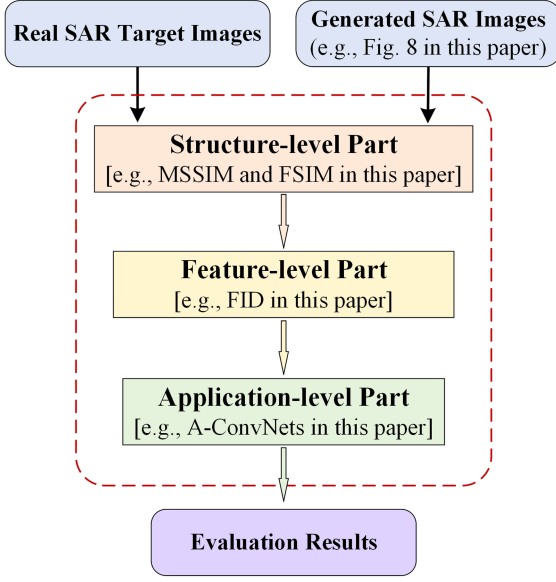 Real SAR Target Images
Generated SAR Images
(e.g., Fig. 8 in this paper)
Structure-level Part
[e.g., MSSIM and FSIM in this paper]
Feature-level Part
[e.g., FID in this paper]
Application-level Part
[e.g., A-ConvNets in this paper]
Evaluation Results